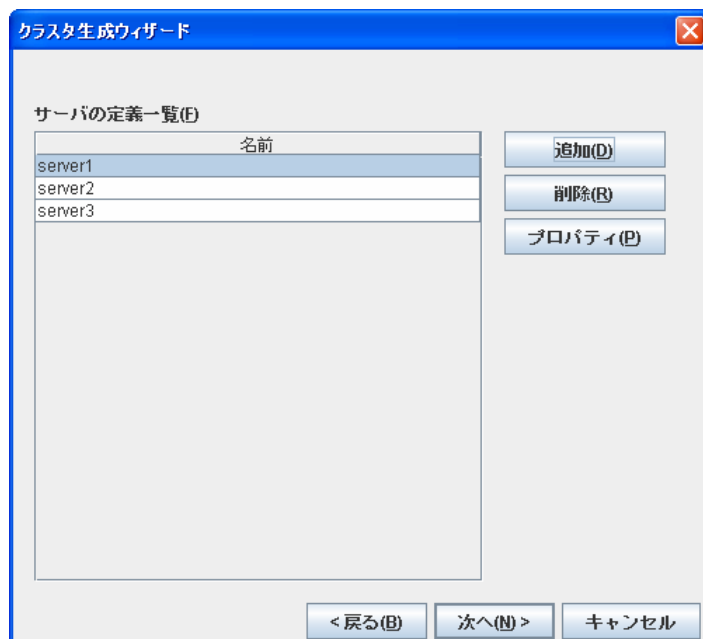 クラスタ生成ウィザード
サーバの定義一覧(F)
名前
server1
server2
server3
追加(D)
削除(R)
プロパティ(P)
< 戻る(B)
次へ(N) >
キャンセル